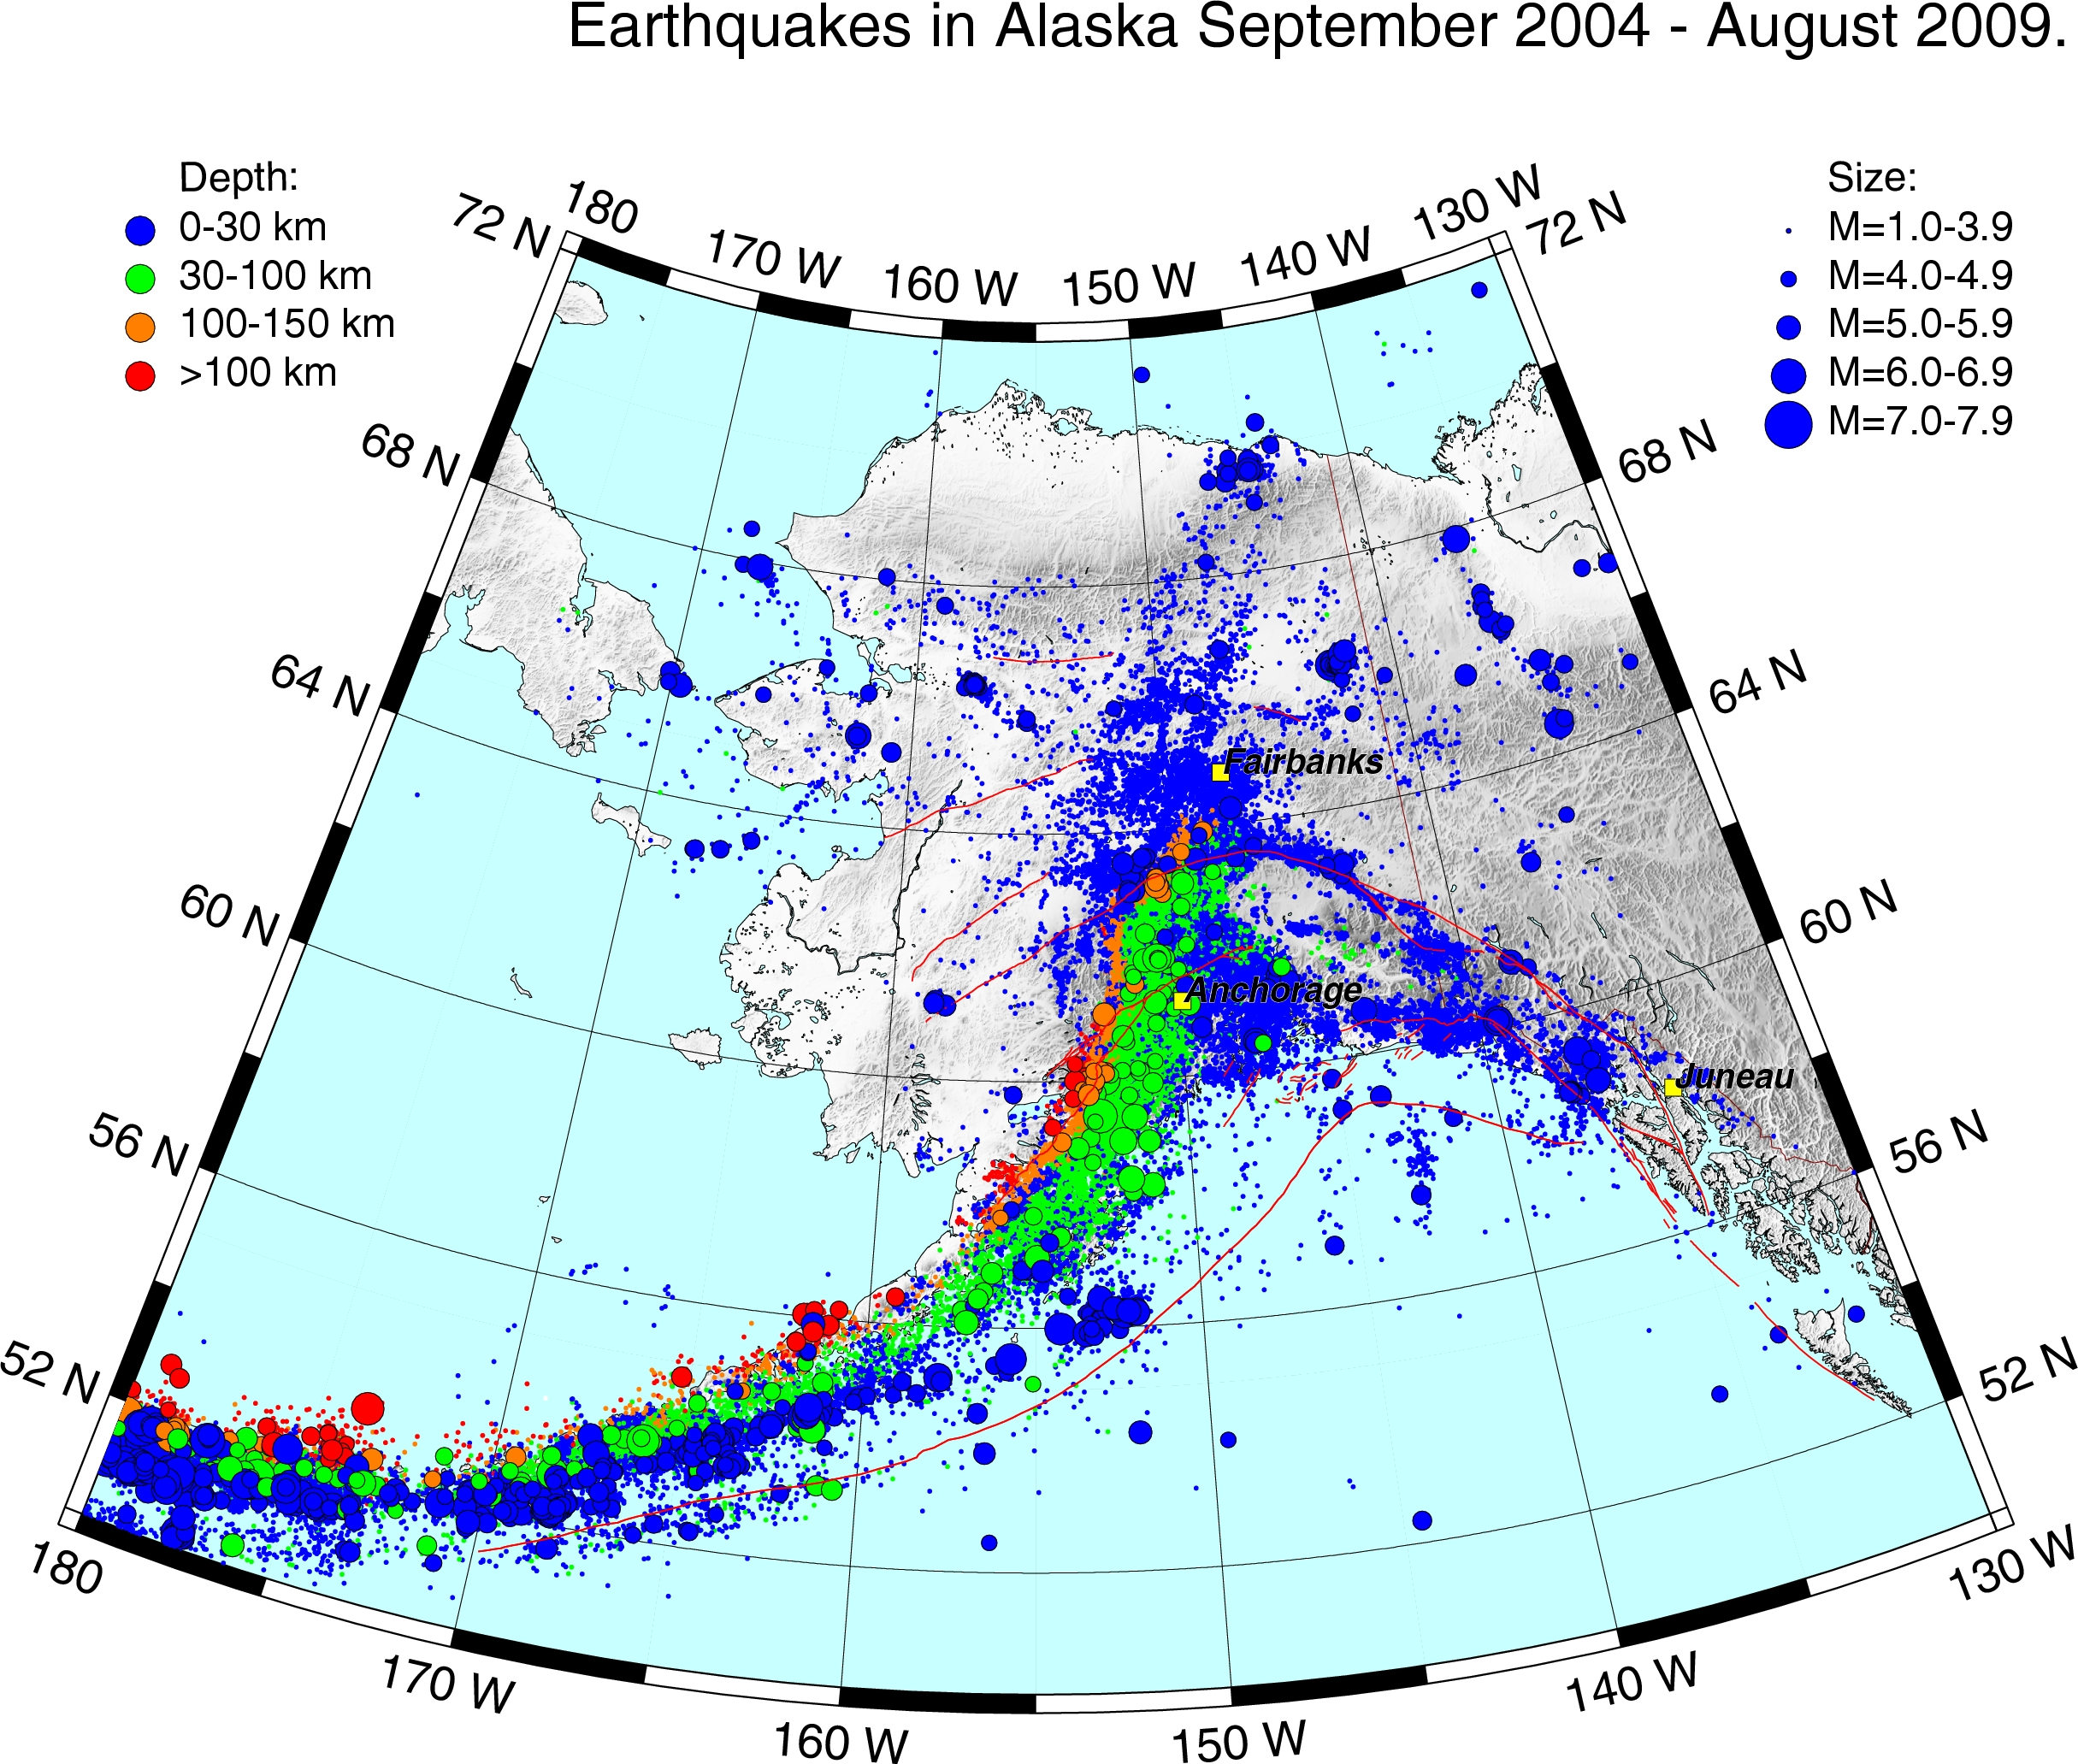 Earthquakes in Alaska September 2004 - August 2009.
Depth:
0-30 km
30-100 km
100-150 km
>100 km
Size:
M=1.0-3.9
M=4.0-4.9
M=5.0-5.9
M=6.0-6.9
M=7.0-7.9
72 N
180
170 W
160 W
150 W
140 W
130 W
72 N
68 N
68 N
64 N
64 N
60 N
60 N
56 N
56 N
52 N
52 N
Fairbanks
Anchorage
Juneau
180
170 W
160 W
150 W
140 W
130 W